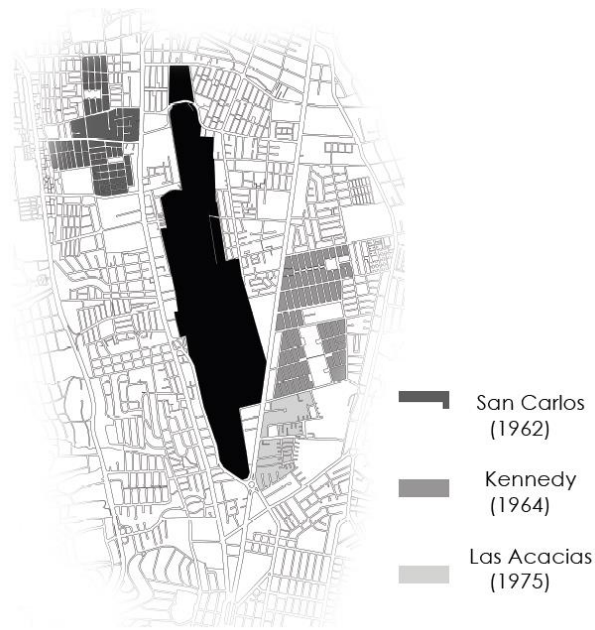 San Carlos
(1962)
Kennedy
(1964)
Las Acacias
(1975)